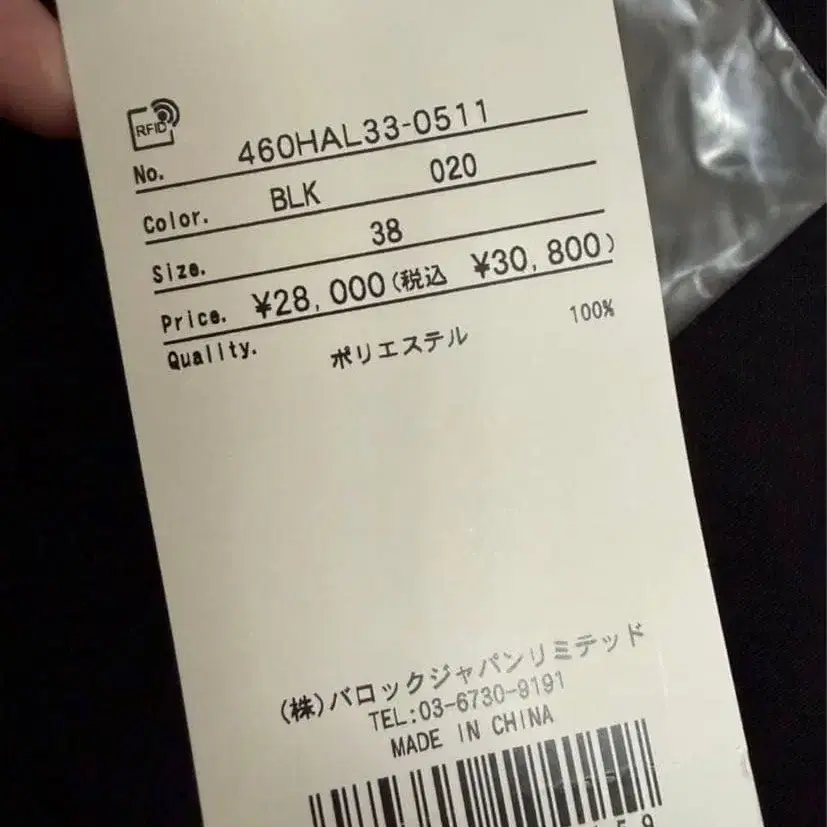 RFID
No. 460HAL33-0511
Color. BLK 020
Size. 38
Price. ¥28,000(税込 ¥30,800)
Quality. ポリエステル 100%
(株)バロックジャパンリミテッド
TEL:03-6730-9191
MADE IN CHINA